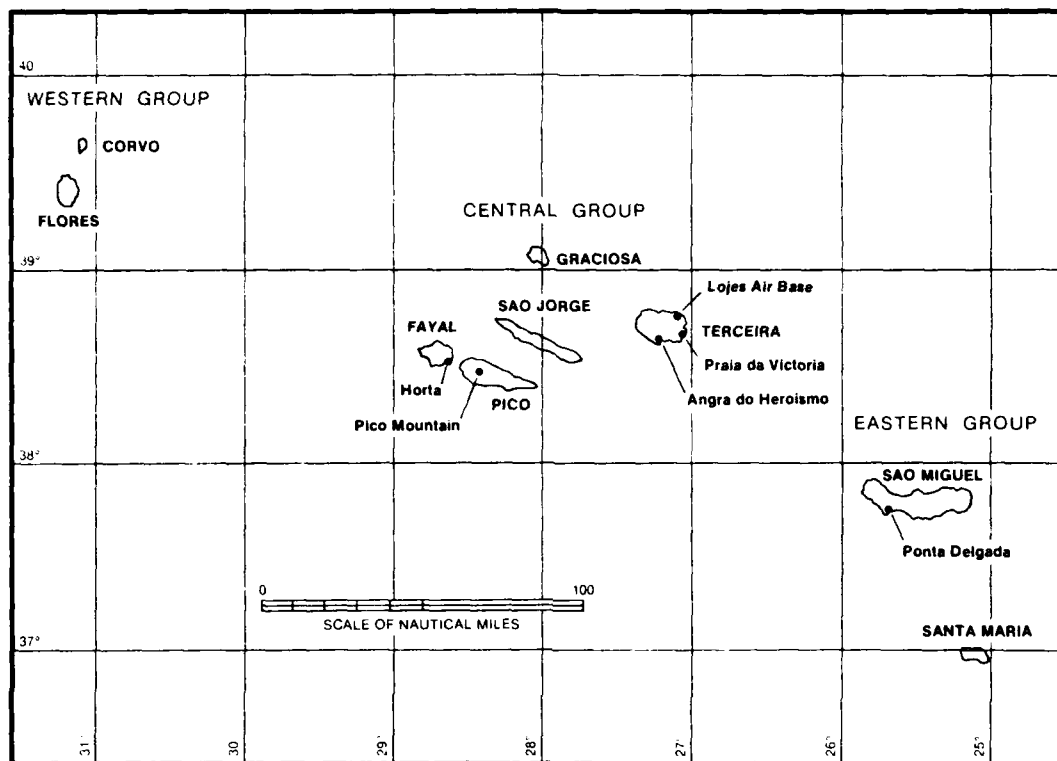 40
WESTERN GROUP
CORVO
FLORES
CENTRAL GROUP
39°
GRACIOSA
SAO JORGE
Lojes Air Base
FAYAL
TERCEIRA
Praia da Victoria
Horta
Angra do Heroismo
PICO
Pico Mountain
EASTERN GROUP
38°
SAO MIGUEL
Ponta Delgada
0 100
SCALE OF NAUTICAL MILES
SANTA MARIA
37°
31° 30 29° 28° 27° 26° 25°